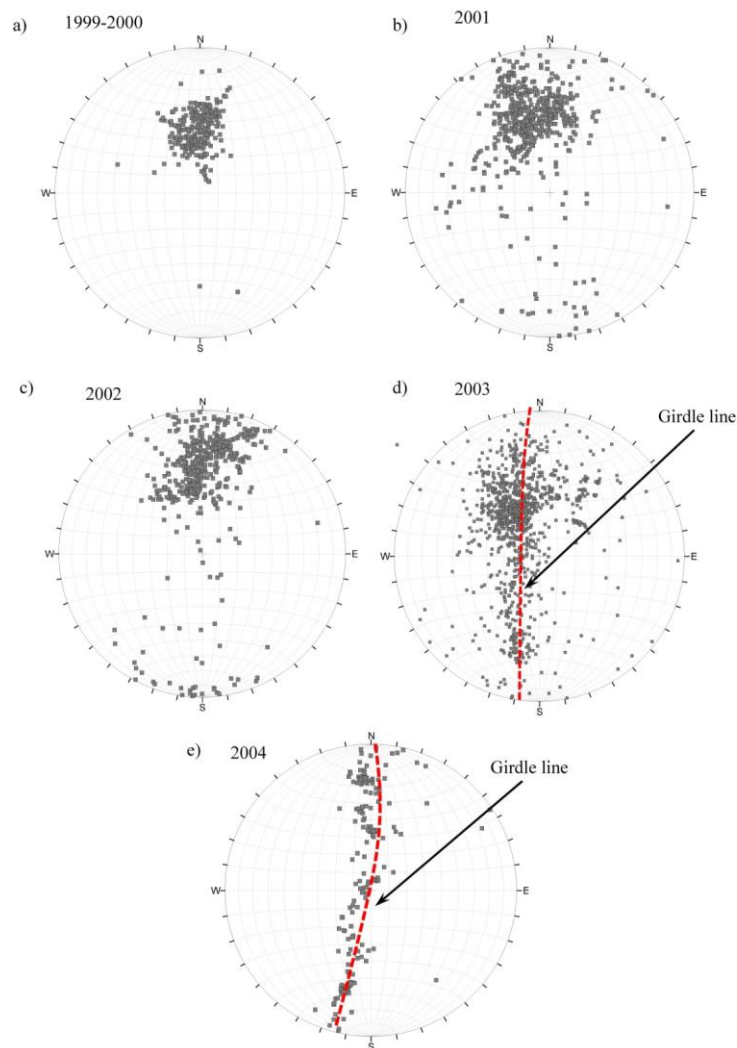 a) 1999-2000
N
W
E
S
b) 2001
N
W
E
S
c) 2002
N
W
E
S
d) 2003
N
Girdle line
W
E
S
e) 2004
N
Girdle line
W
E
S